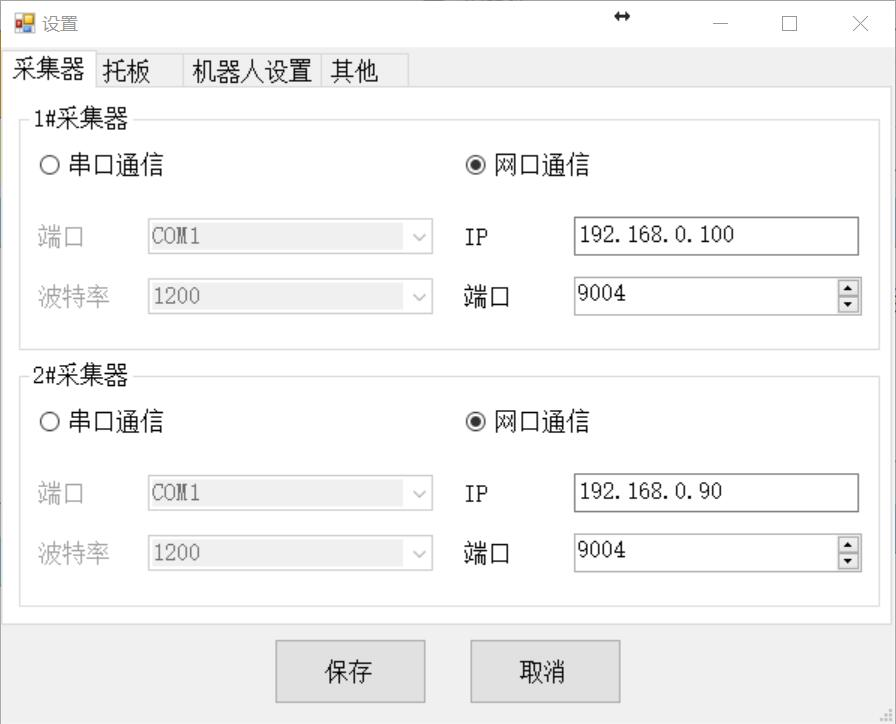 设置
采集器 托板 机器人设置 其他
1#采集器
串口通信 网口通信
端口 COM1 IP 192.168.0.100
波特率 1200 端口 9004
2#采集器
串口通信 网口通信
端口 COM1 IP 192.168.0.90
波特率 1200 端口 9004
保存 取消